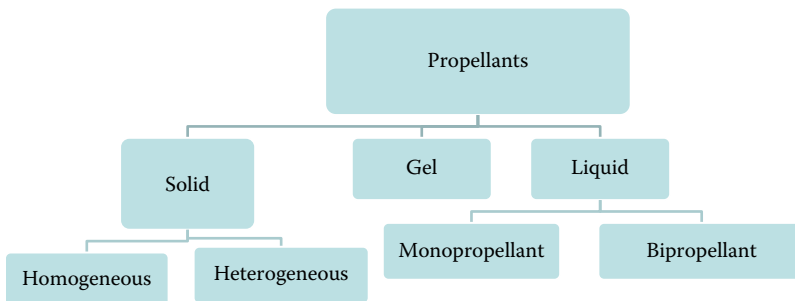 Propellants
Solid
Gel
Liquid
Homogeneous
Heterogeneous
Monopropellant
Bipropellant